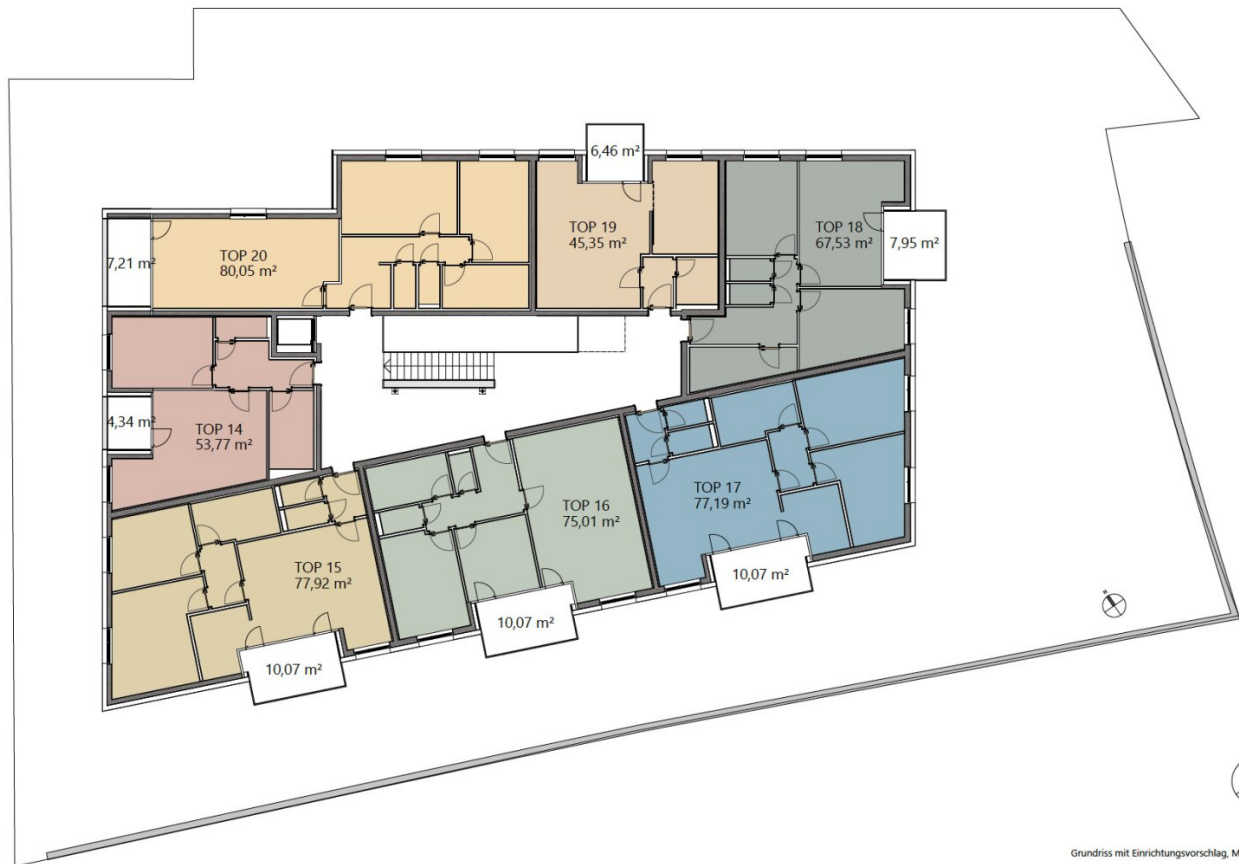 6,46 m²
TOP 19
45,35 m²
TOP 18
67,53 m²
7,95 m²
TOP 20
80,05 m²
7,21 m²
4,34 m²
TOP 14
53,77 m²
TOP 16
75,01 m²
TOP 17
77,19 m²
TOP 15
77,92 m²
10,07 m²
10,07 m²
10,07 m²
Grundriss mit Einrichtungsvorschlag, M